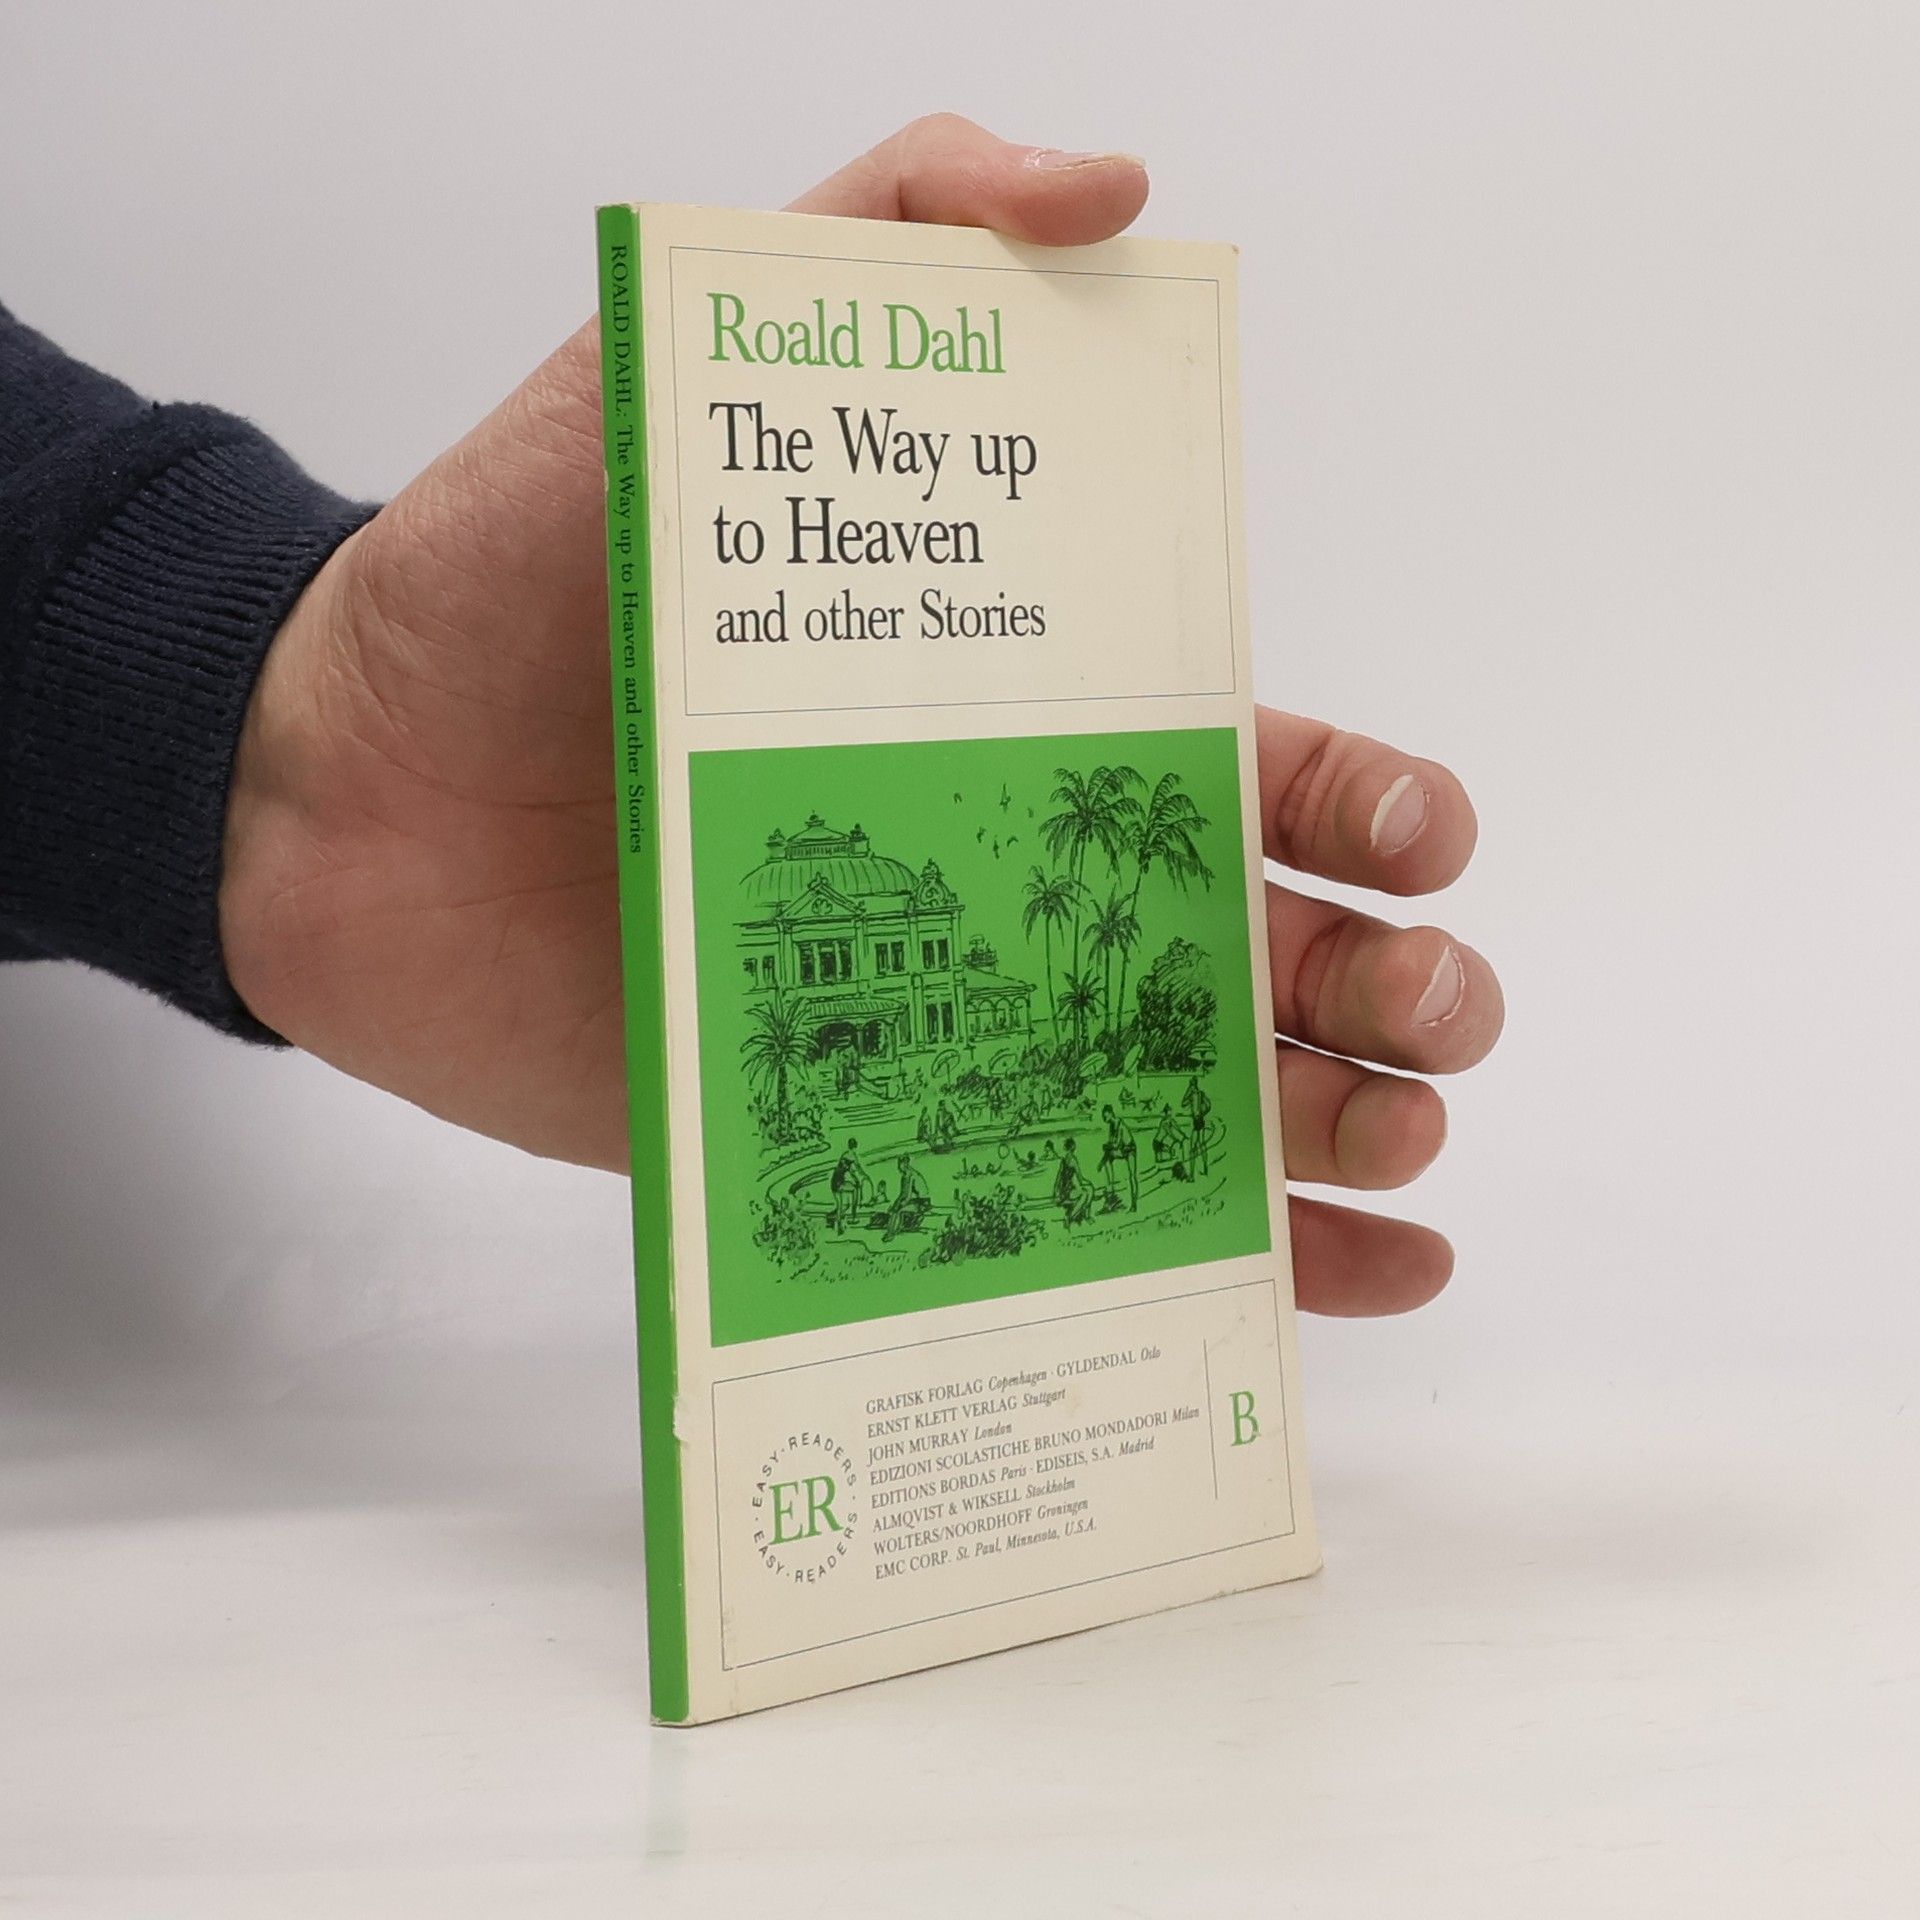 ROALD DAHL: The Way up to Heaven and other Stories
Roald Dahl
The Way up
to Heaven
and other Stories
GRAFISK FORLAG Copenhagen · GYLDENDAL Oslo
ERNST KLETT VERLAG Stuttgart
JOHN MURRAY London
EDIZIONI SCOLASTICHE BRUNO MONDADORI Milan
EDITIONS BORDAS Paris · EDISEIS, S.A. Madrid
ALMQVIST & WIKSELL Stockholm
WOLTERS/NOORDHOFF Groningen
EMC CORP. St. Paul, Minnesota, U.S.A.
· EASY · READERS · EASY · READERS
ER
B